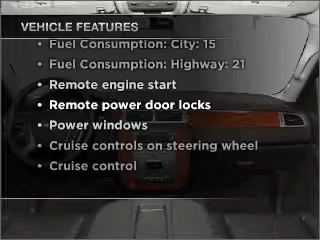 VEHICLE FEATURES
• Fuel Consumption: City: 15
• Fuel Consumption: Highway: 21
• Remote engine start
• Remote power door locks
• Power windows
• Cruise controls on steering wheel
• Cruise control